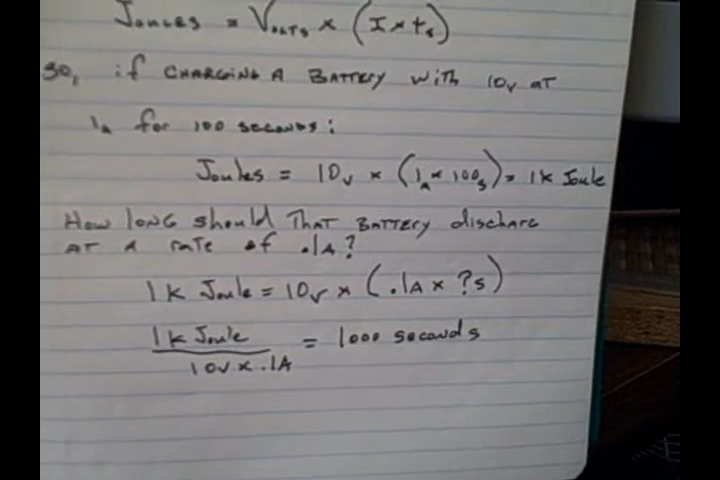 Joules = Volts × (I × ts)
so, if charging a battery with 10v at
1A for 100 seconds:
Joules = 10v × (1A × 100s) = 1k Joule
How long should that battery discharg
at a rate of .1A?
1k Joule = 10v × (.1A × ?s)
1k Joule
10v × .1A = 1000 seconds